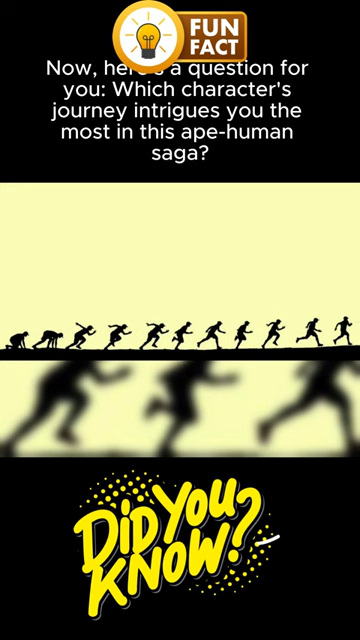 FUN
FACT
Now, here's a question for
you: Which character's
journey intrigues you the
most in this ape-human
saga?
DID YOU
KNOW?